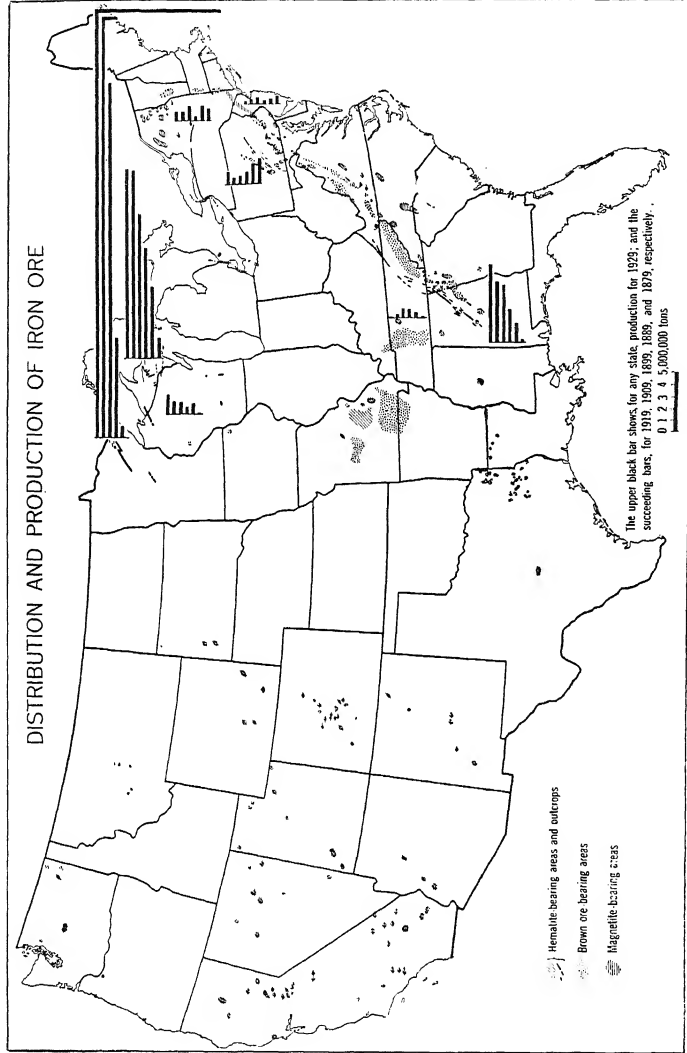 DISTRIBUTION AND PRODUCTION OF IRON ORE
The upper black bar shows, for any state, production for 1929; and the
succeeding bars, for 1919, 1909, 1899, 1889, and 1879, respectively.
0 1 2 3 4 5,000,000 tons
Hematite-bearing areas and outcrops
Brown ore-bearing areas
Magnetite-bearing areas